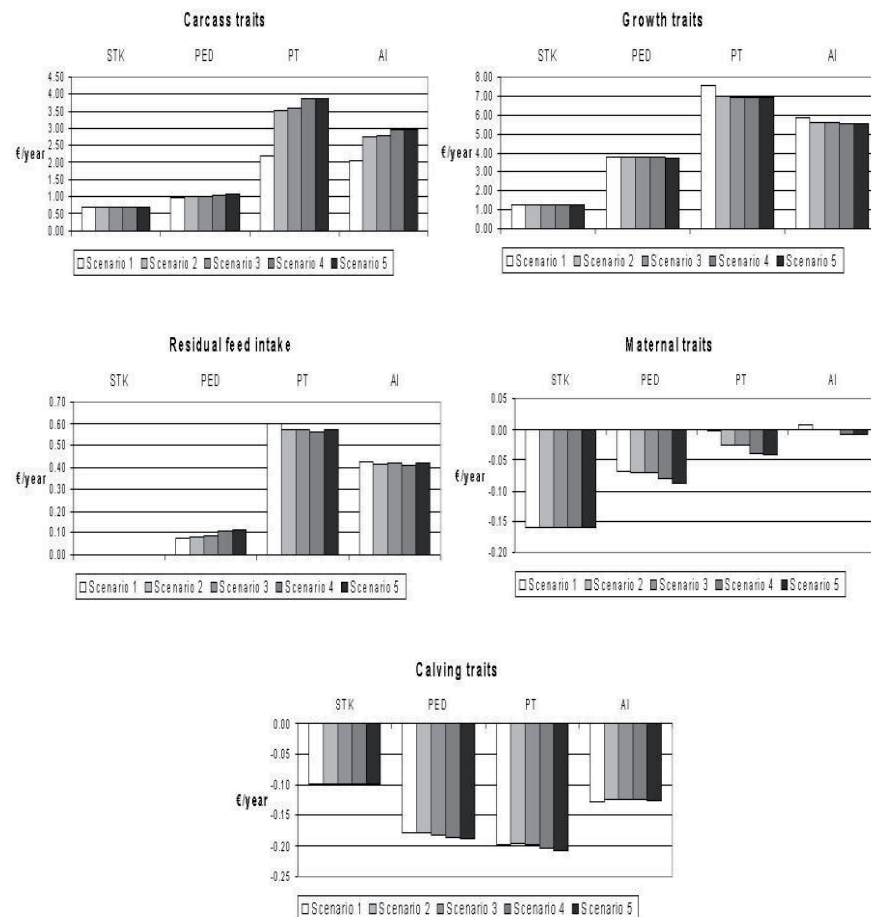 Carcass traits
STK PED PT AI
4.50
4.00
3.50
3.00
2.50
€/year
2.00
1.50
1.00
0.50
0.00
Scenario 1 Scenario 2 Scenario 3 Scenario 4 Scenario 5
Growth traits
STK PED PT AI
8.00
7.00
6.00
5.00
€/year
4.00
3.00
2.00
1.00
0.00
Scenario 1 Scenario 2 Scenario 3 Scenario 4 Scenario 5
Residual feed intake
STK PED PT AI
0.70
0.60
0.50
0.40
€/year
0.30
0.20
0.10
0.00
Scenario 1 Scenario 2 Scenario 3 Scenario 4 Scenario 5
Maternal traits
STK PED PT AI
0.05
0.00
-0.05
€/year
-0.10
-0.15
-0.20
Scenario 1 Scenario 2 Scenario 3 Scenario 4 Scenario 5
Calving traits
STK PED PT AI
0.00
-0.05
-0.10
€/year
-0.15
-0.20
-0.25
Scenario 1 Scenario 2 Scenario 3 Scenario 4 Scenario 5